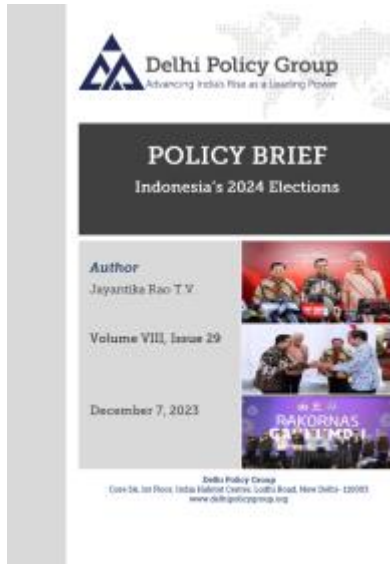 Delhi Policy Group
Advancing India's Rise as a Leading Power
POLICY BRIEF
Indonesia's 2024 Elections
Author
Jayantika Rao T.V.
Volume VIII, Issue 29
December 7, 2023
RAKORNAS
Delhi Policy Group
Core 5A, 1st Floor, India Habitat Centre, Lodhi Road, New Delhi- 110003
www.delhipolicygroup.org